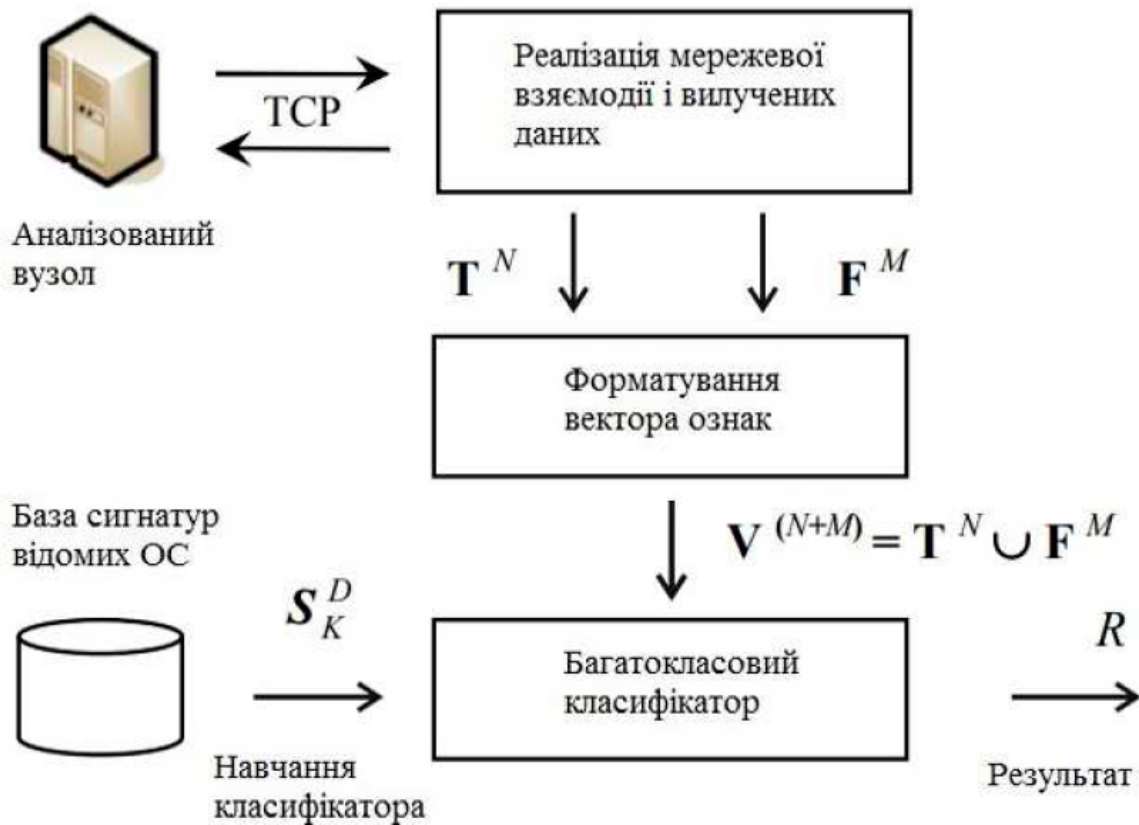 Реалізація мережевої
взяємодії і вилучених
даних
TCP
Аналізований
вузол
T^N
F^M
Форматування
вектора ознак
База сигнатур
відомих ОС
V^(N+M) = T^N ∪ F^M
S_K^D
R
Багатокласовий
класифікатор
Навчання
класифікатора
Результат